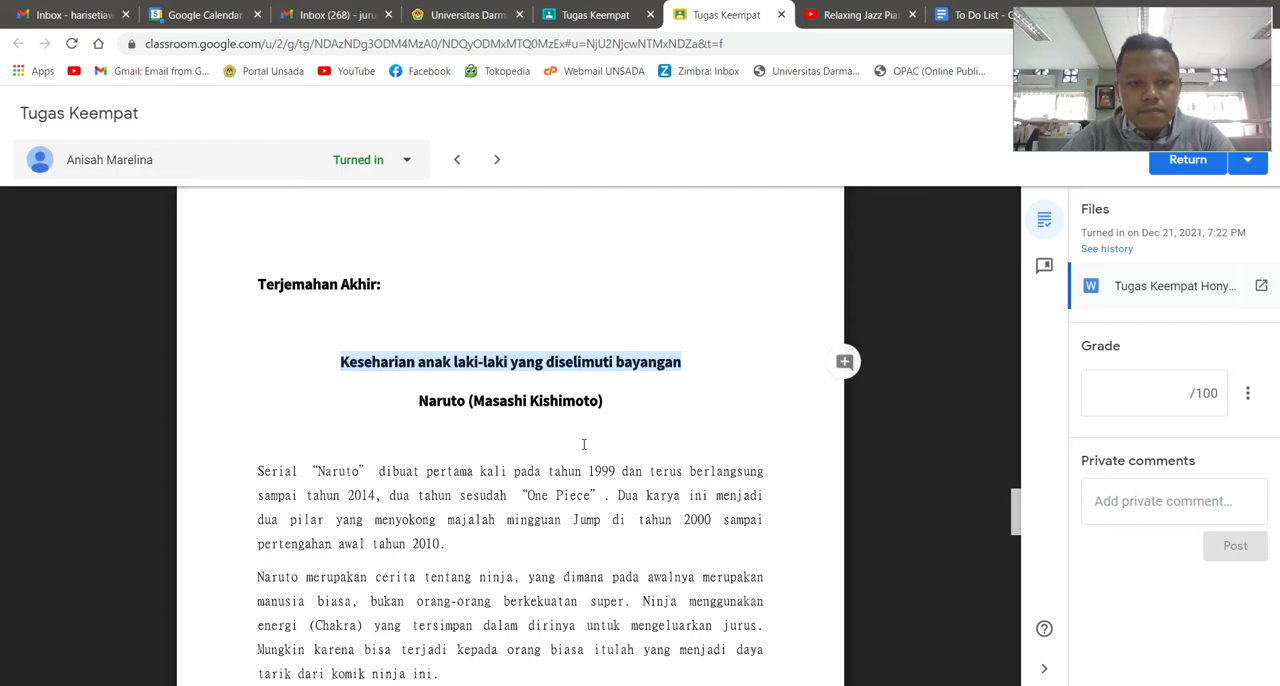 Inbox - harisetiaw
Google Calendar
Inbox (268) - juru
Universitas Darma
Tugas Keempat
Tugas Keempat
Relaxing Jazz Pian
To Do List - G
classroom.google.com/u/2/g/tg/NDAzNDg3ODM4MzA0/NDQyODMxMTQ0MzEx#u=NjU2NjcwNTMxNDZa&t=f
Apps
Gmail: Email from G...
Portal Unsada
YouTube
Facebook
Tokopedia
Webmail UNSADA
Zimbra: Inbox
Universitas Darma...
OPAC (Online Publi...
Tugas Keempat
Anisah Marelina
Turned in
Return
Terjemahan Akhir:
Keseharian anak laki-laki yang diselimuti bayangan
Naruto (Masashi Kishimoto)
Serial “Naruto” dibuat pertama kali pada tahun 1999 dan terus berlangsung
sampai tahun 2014, dua tahun sesudah “One Piece”. Dua karya ini menjadi
dua pilar yang menyokong majalah mingguan Jump di tahun 2000 sampai
pertengahan awal tahun 2010.
Naruto merupakan cerita tentang ninja, yang dimana pada awalnya merupakan
manusia biasa, bukan orang-orang berkekuatan super. Ninja menggunakan
energi (Chakra) yang tersimpan dalam dirinya untuk mengeluarkan jurus.
Mungkin karena bisa terjadi kepada orang biasa itulah yang menjadi daya
tarik dari komik ninja ini.
Files
Turned in on Dec 21, 2021, 7:22 PM
See history
Tugas Keempat Hony...
Grade
/100
Private comments
Add private comment...
Post